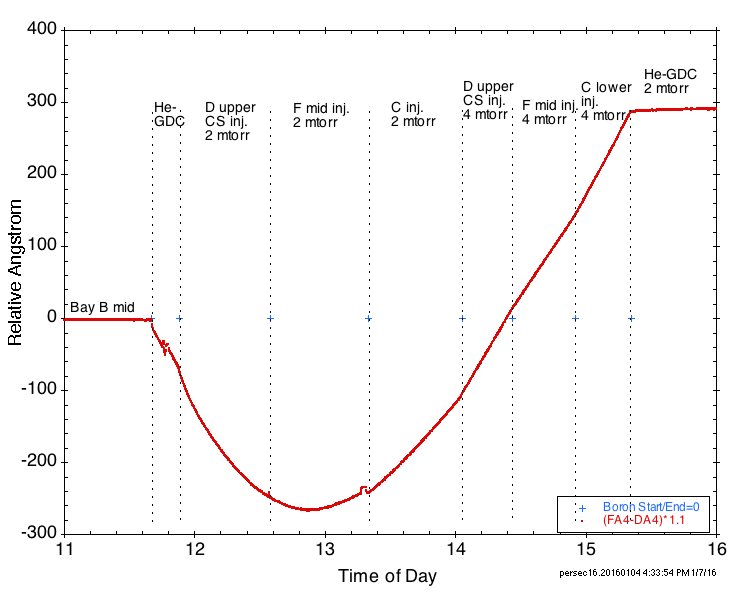 400
300
200
100
0
-100
-200
-300
11
12
13
14
15
16
Relative Angstrom
Time of Day
He-
GDC
D upper
CS inj.
2 mtorr
F mid inj.
2 mtorr
C inj.
2 mtorr
D upper
CS inj.
4 mtorr
F mid inj.
4 mtorr
C lower
inj.
4 mtorr
He-GDC
2 mtorr
Bay B mid
Boron Start/End=0
(FA4-DA4)*1.1
persec16.20160104 4:33:54 PM 1/7/16